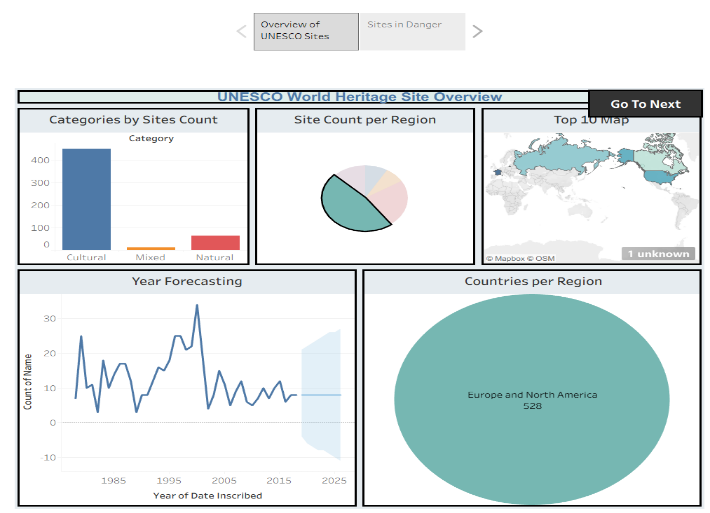 Overview of
UNESCO Sites
Sites in Danger
UNESCO World Heritage Site Overview
Go To Next
Categories by Sites Count
Category
400
300
200
100
0
Cultural
Mixed
Natural
Site Count per Region
Top 10 Map
© Mapbox © OSM
1 unknown
Year Forecasting
Count of Name
30
20
10
0
-10
1985
1995
2005
2015
2025
Year of Date Inscribed
Countries per Region
Europe and North America
528